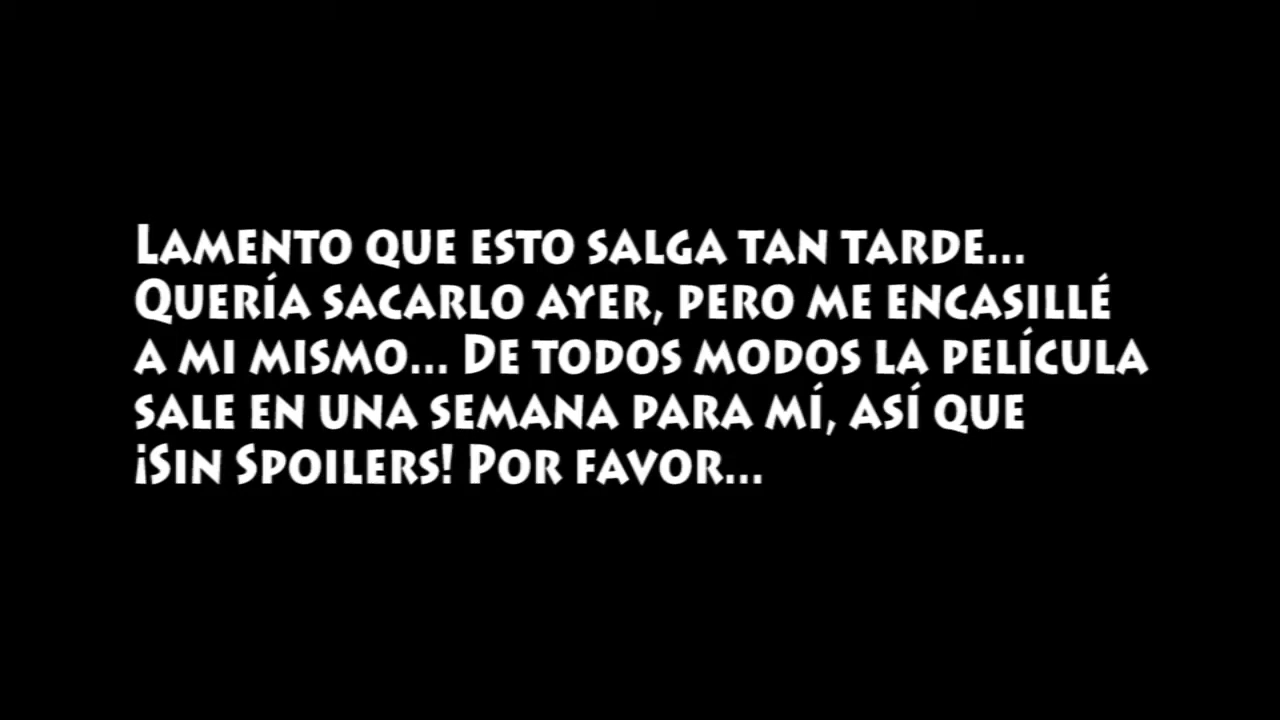 Lamento que esto salga tan tarde...
Quería sacarlo ayer, pero me encasillé
a mi mismo... De todos modos la película
sale en una semana para mí, así que
¡Sin Spoilers! Por favor...